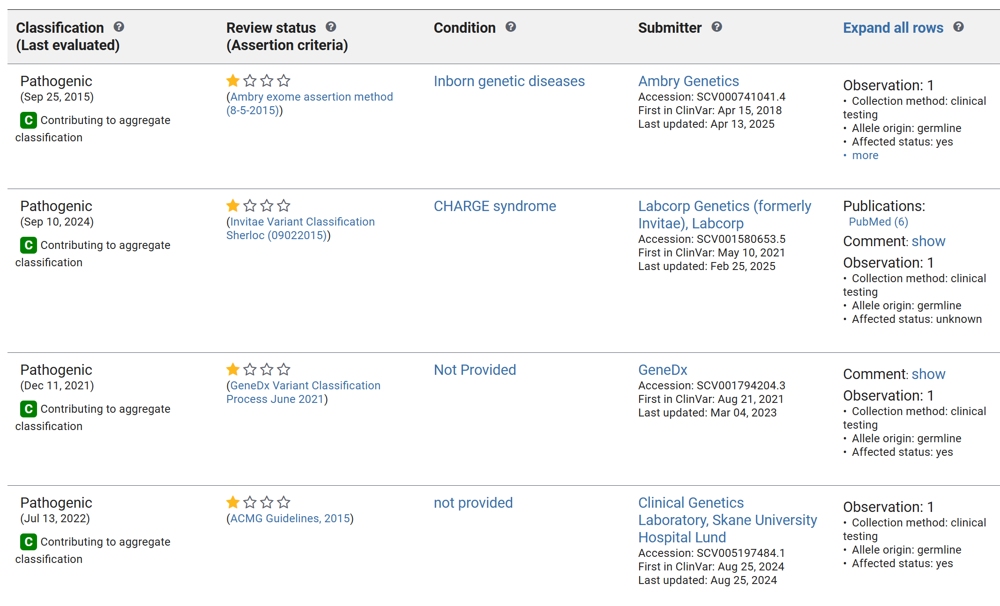 Classification
(Last evaluated)
Review status
(Assertion criteria)
Condition
Submitter
Expand all rows
Pathogenic
(Sep 25, 2015)
C Contributing to aggregate
classification
(Ambry exome assertion method
(8-5-2015))
Inborn genetic diseases
Ambry Genetics
Accession: SCV000741041.4
First in ClinVar: Apr 15, 2018
Last updated: Apr 13, 2025
Observation: 1
• Collection method: clinical
testing
• Allele origin: germline
• Affected status: yes
• more
Pathogenic
(Sep 10, 2024)
C Contributing to aggregate
classification
(Invitae Variant Classification
Sherloc (09022015))
CHARGE syndrome
Labcorp Genetics (formerly
Invitae), Labcorp
Accession: SCV001580653.5
First in ClinVar: May 10, 2021
Last updated: Feb 25, 2025
Publications:
PubMed (6)
Comment: show
Observation: 1
• Collection method: clinical
testing
• Allele origin: germline
• Affected status: unknown
Pathogenic
(Dec 11, 2021)
C Contributing to aggregate
classification
(GeneDx Variant Classification
Process June 2021)
Not Provided
GeneDx
Accession: SCV001794204.3
First in ClinVar: Aug 21, 2021
Last updated: Mar 04, 2023
Comment: show
Observation: 1
• Collection method: clinical
testing
• Allele origin: germline
• Affected status: yes
Pathogenic
(Jul 13, 2022)
C Contributing to aggregate
classification
(ACMG Guidelines, 2015)
not provided
Clinical Genetics
Laboratory, Skane University
Hospital Lund
Accession: SCV005197484.1
First in ClinVar: Aug 25, 2024
Last updated: Aug 25, 2024
Observation: 1
• Collection method: clinical
testing
• Allele origin: germline
• Affected status: yes